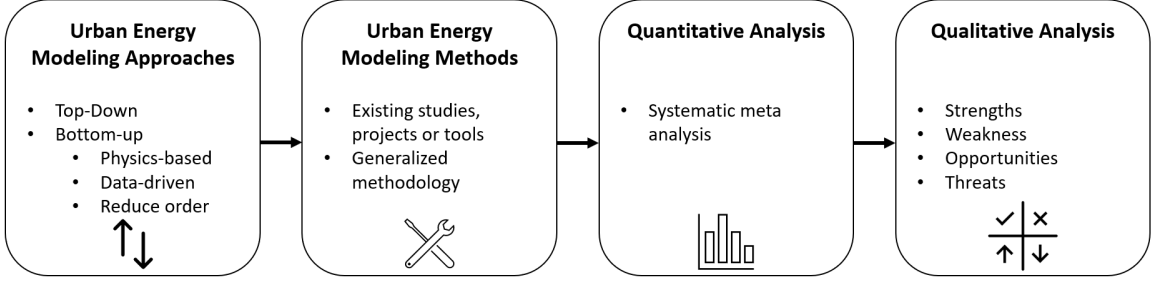 Urban Energy
Modeling Approaches
• Top-Down
• Bottom-up
• Physics-based
• Data-driven
• Reduce order
Urban Energy
Modeling Methods
• Existing studies,
projects or tools
• Generalized
methodology
Quantitative Analysis
• Systematic meta
analysis
Qualitative Analysis
• Strengths
• Weakness
• Opportunities
• Threats